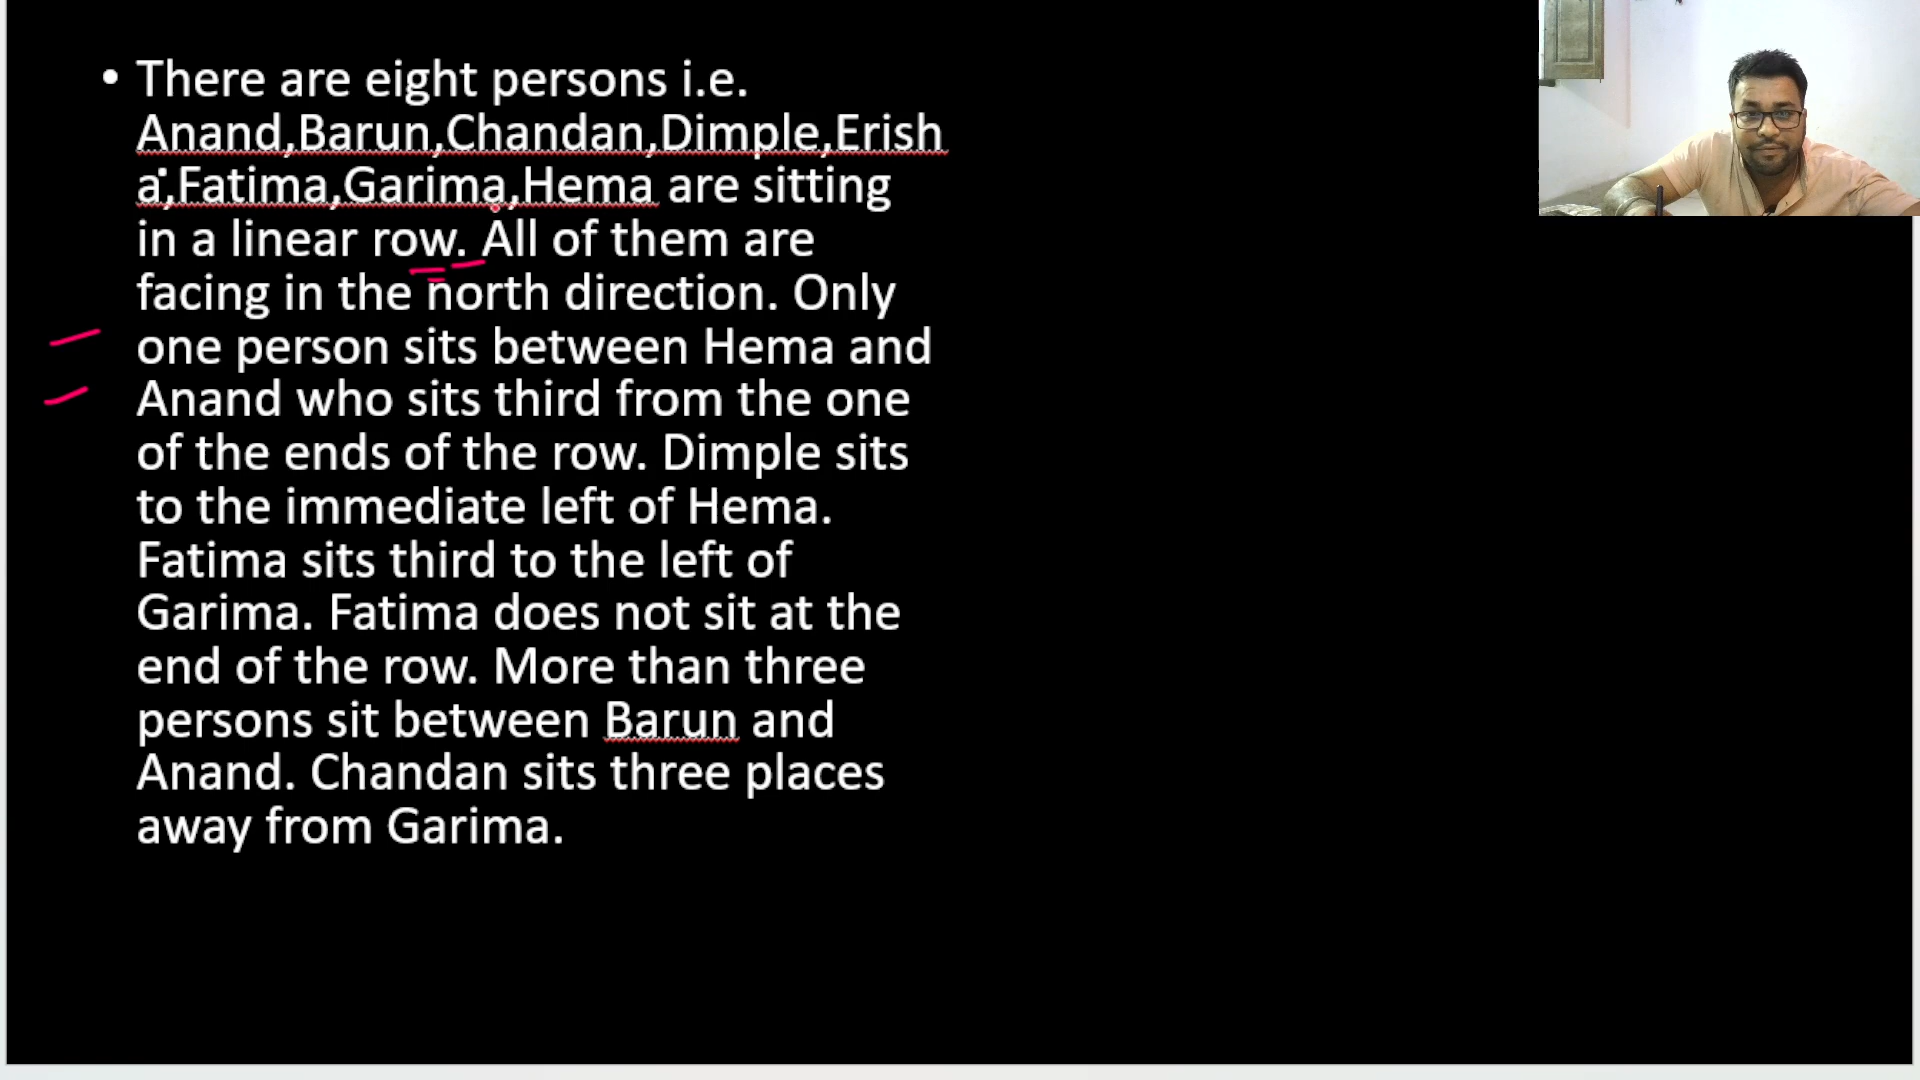 • There are eight persons i.e.
Anand,Barun,Chandan,Dimple,Erish
a,Fatima,Garima,Hema are sitting
in a linear row. All of them are
facing in the north direction. Only
one person sits between Hema and
Anand who sits third from the one
of the ends of the row. Dimple sits
to the immediate left of Hema.
Fatima sits third to the left of
Garima. Fatima does not sit at the
end of the row. More than three
persons sit between Barun and
Anand. Chandan sits three places
away from Garima.